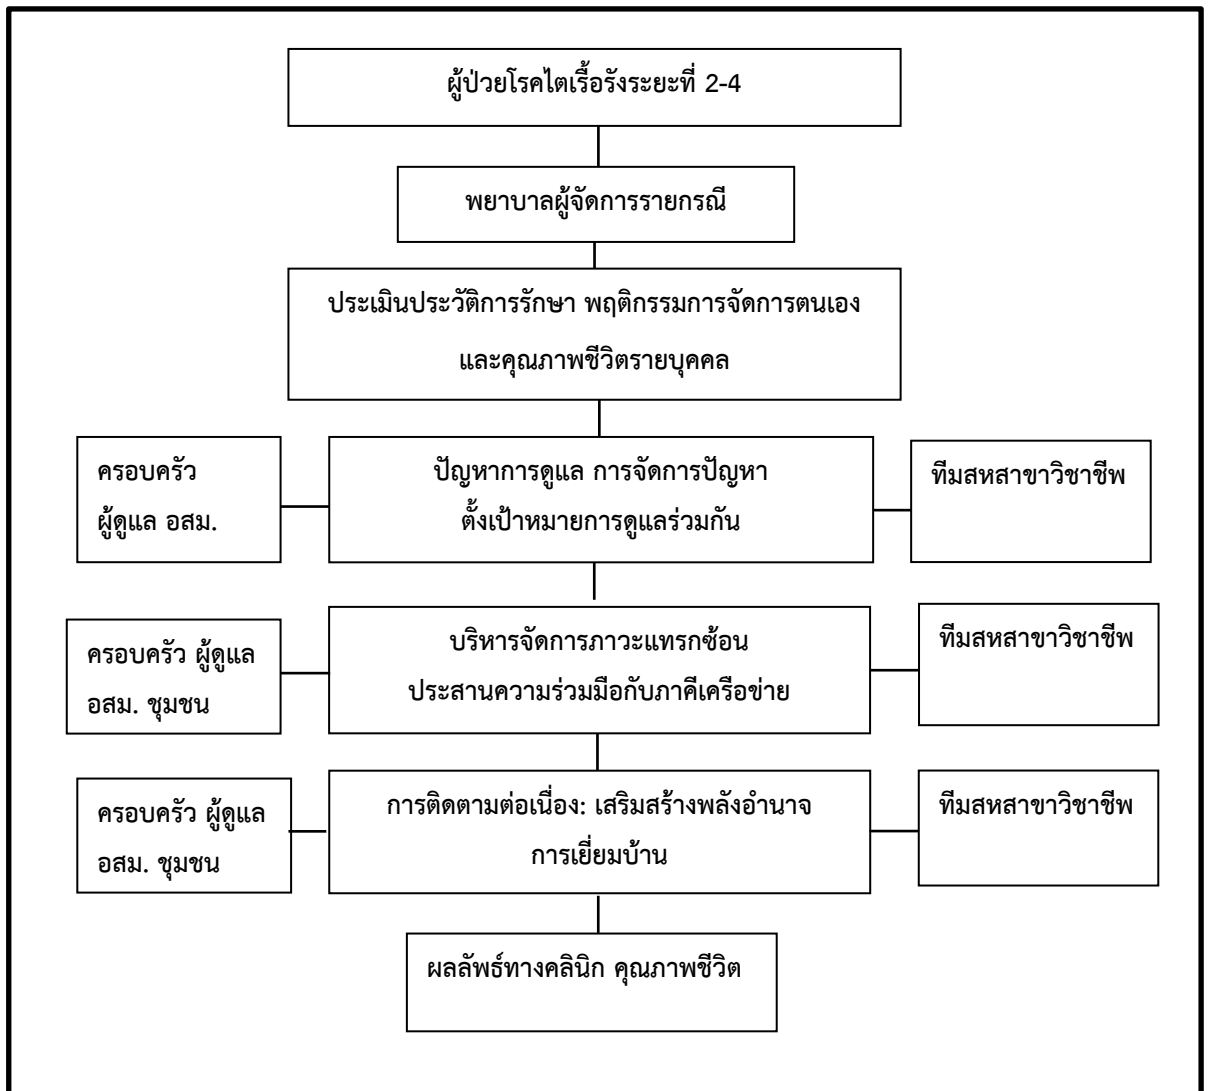 ผู้ป่วยโรคไตเรื้อรังระยะที่ 2-4
พยาบาลผู้จัดการรายกรณี
ประเมินประวัติการรักษา พฤติกรรมการจัดการตนเอง
และคุณภาพชีวิตรายบุคคล
ครอบครัว
ผู้ดูแล อสม.
ปัญหาการดูแล การจัดการปัญหา
ตั้งเป้าหมายการดูแลร่วมกัน
ทีมสหสาขาวิชาชีพ
ครอบครัว ผู้ดูแล
อสม. ชุมชน
บริหารจัดการภาวะแทรกซ้อน
ประสานความร่วมมือกับภาคีเครือข่าย
ทีมสหสาขาวิชาชีพ
ครอบครัว ผู้ดูแล
อสม. ชุมชน
การติดตามต่อเนื่อง: เสริมสร้างพลังอำนาจ
การเยี่ยมบ้าน
ทีมสหสาขาวิชาชีพ
ผลลัพธ์ทางคลินิก คุณภาพชีวิต